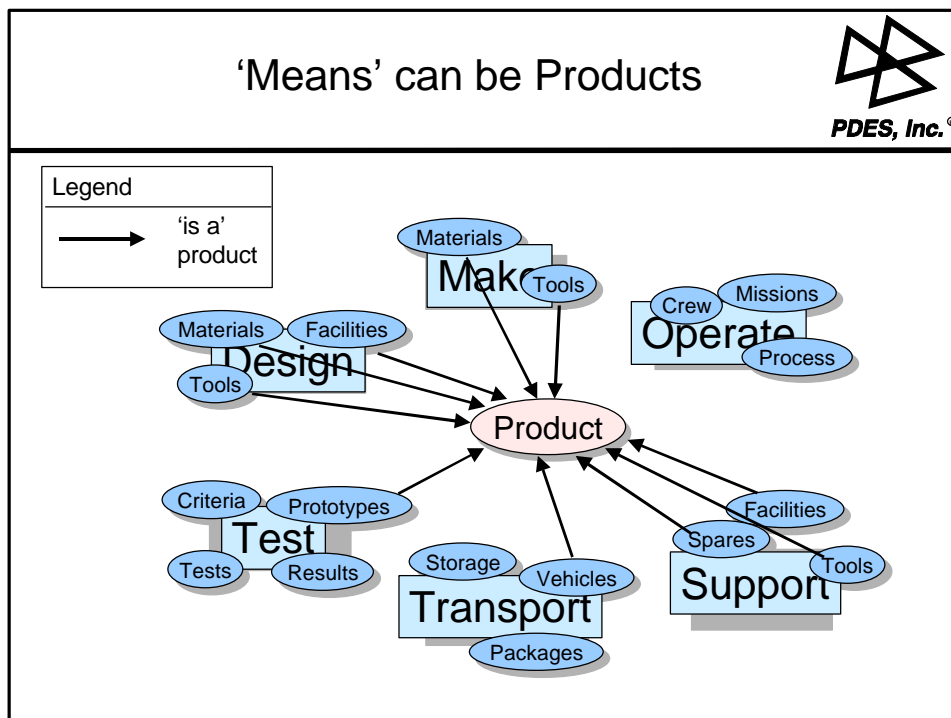 ‘Means’ can be Products
PDES, Inc.®
Legend
‘is a’
product
Materials
Make
Tools
Crew
Missions
Operate
Process
Materials
Facilities
Design
Tools
Product
Criteria
Prototypes
Test
Tests
Results
Storage
Vehicles
Transport
Packages
Facilities
Spares
Tools
Support